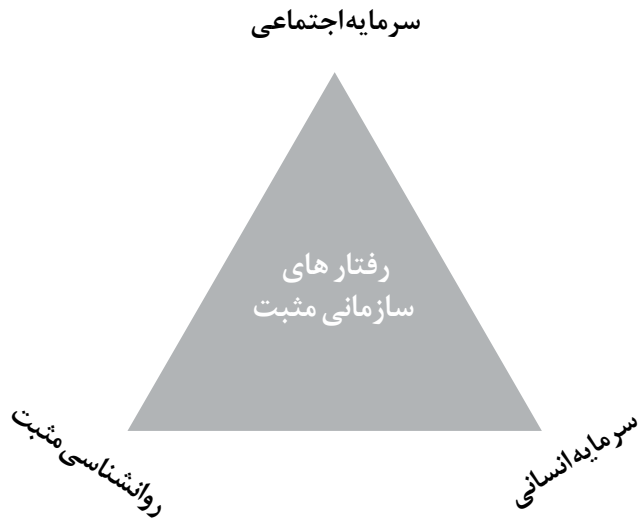 سرمایه اجتماعی
رفتار های
سازمانی مثبت
روانشناسی مثبت
سرمایه انسانی